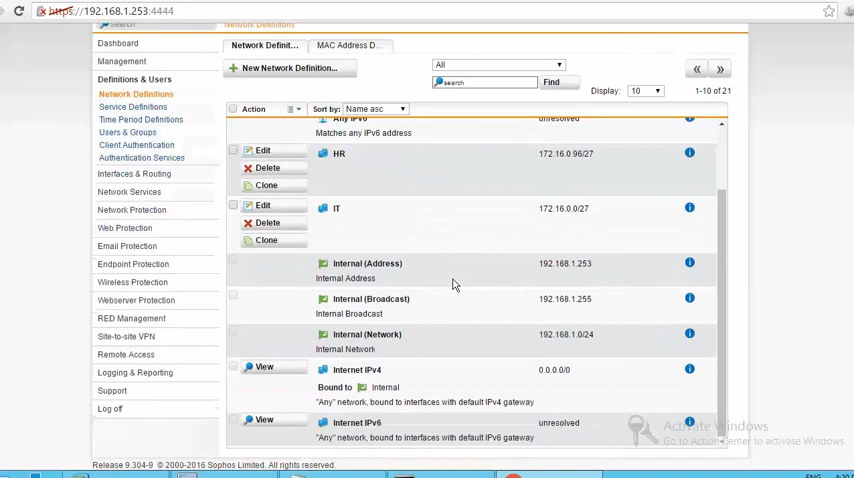 https://192.168.1.253:4444
search
Network Definitions
Dashboard
Management
Definitions & Users
Network Definitions
Service Definitions
Time Period Definitions
Users & Groups
Client Authentication
Authentication Services
Interfaces & Routing
Network Services
Network Protection
Web Protection
Email Protection
Endpoint Protection
Wireless Protection
Webserver Protection
RED Management
Site-to-site VPN
Remote Access
Logging & Reporting
Support
Log off
Network Definit... MAC Address D...
+ New Network Definition...
All
search Find
« »
Display: 10 1-10 of 21
Action Sort by: Name asc
Any IPv6 unresolved
Matches any IPv6 address
Edit HR 172.16.0.96/27
Delete
Clone
Edit IT 172.16.0.0/27
Delete
Clone
Internal (Address) 192.168.1.253
Internal Address
Internal (Broadcast) 192.168.1.255
Internal Broadcast
Internal (Network) 192.168.1.0/24
Internal Network
View Internet IPv4 0.0.0.0/0
Bound to Internal
"Any" network, bound to interfaces with default IPv4 gateway
View Internet IPv6 unresolved
"Any" network, bound to interfaces with default IPv6 gateway
Activate Windows
Go to Action Center to activate Windows.
Release 9.304-9 © 2000-2016 Sophos Limited. All rights reserved.
ENG